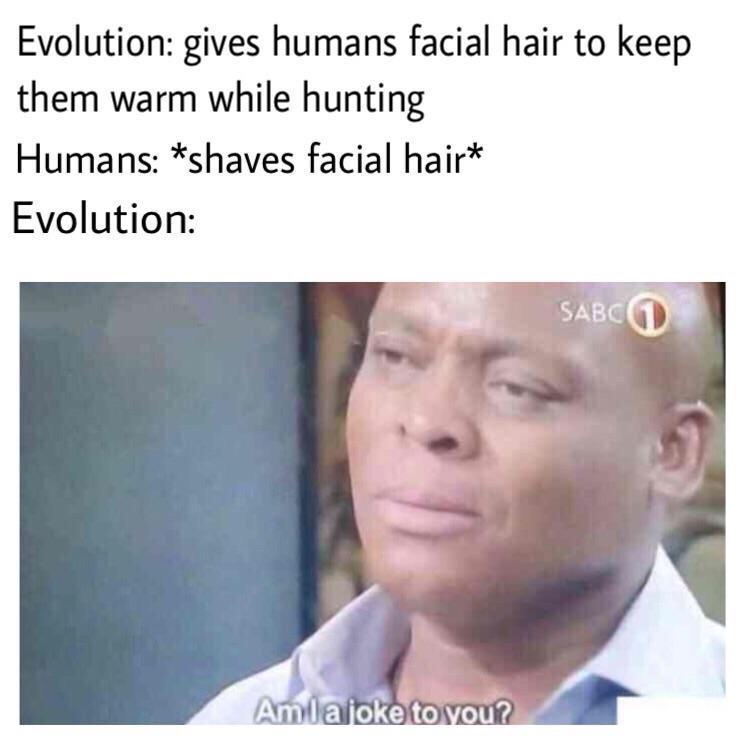 Evolution: gives humans facial hair to keep
them warm while hunting
Humans: *shaves facial hair*
Evolution:
SABC 1
Am I a joke to you?